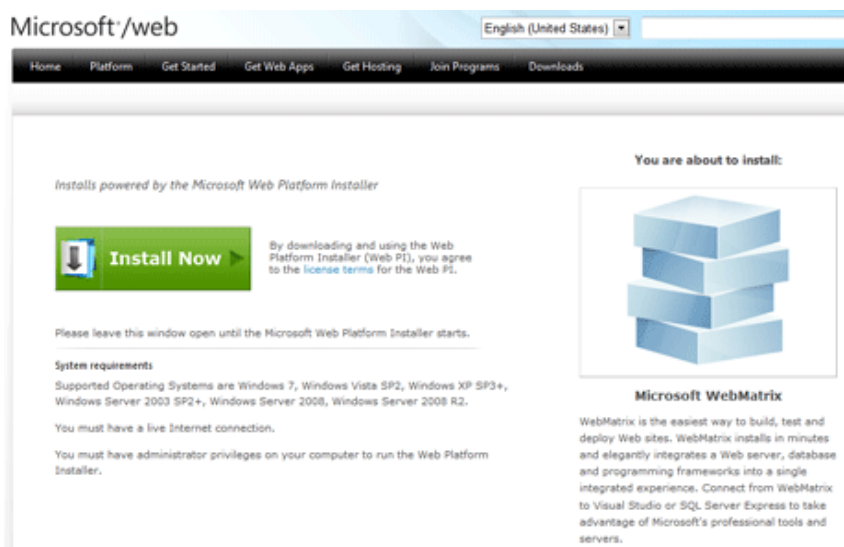 Microsoft®/web
English (United States)
Home Platform Get Started Get Web Apps Get Hosting Join Programs Downloads
Installs powered by the Microsoft Web Platform Installer
Install Now
By downloading and using the Web
Platform Installer (Web PI), you agree
to the license terms for the Web PI.
Please leave this window open until the Microsoft Web Platform Installer starts.
System requirements
Supported Operating Systems are Windows 7, Windows Vista SP2, Windows XP SP3+,
Windows Server 2003 SP2+, Windows Server 2008, Windows Server 2008 R2.
You must have a live Internet connection.
You must have administrator privileges on your computer to run the Web Platform
Installer.
You are about to install:
Microsoft WebMatrix
WebMatrix is the easiest way to build, test and
deploy Web sites. WebMatrix installs in minutes
and elegantly integrates a Web server, database
and programming frameworks into a single
integrated experience. Connect from WebMatrix
to Visual Studio or SQL Server Express to take
advantage of Microsoft's professional tools and
servers.